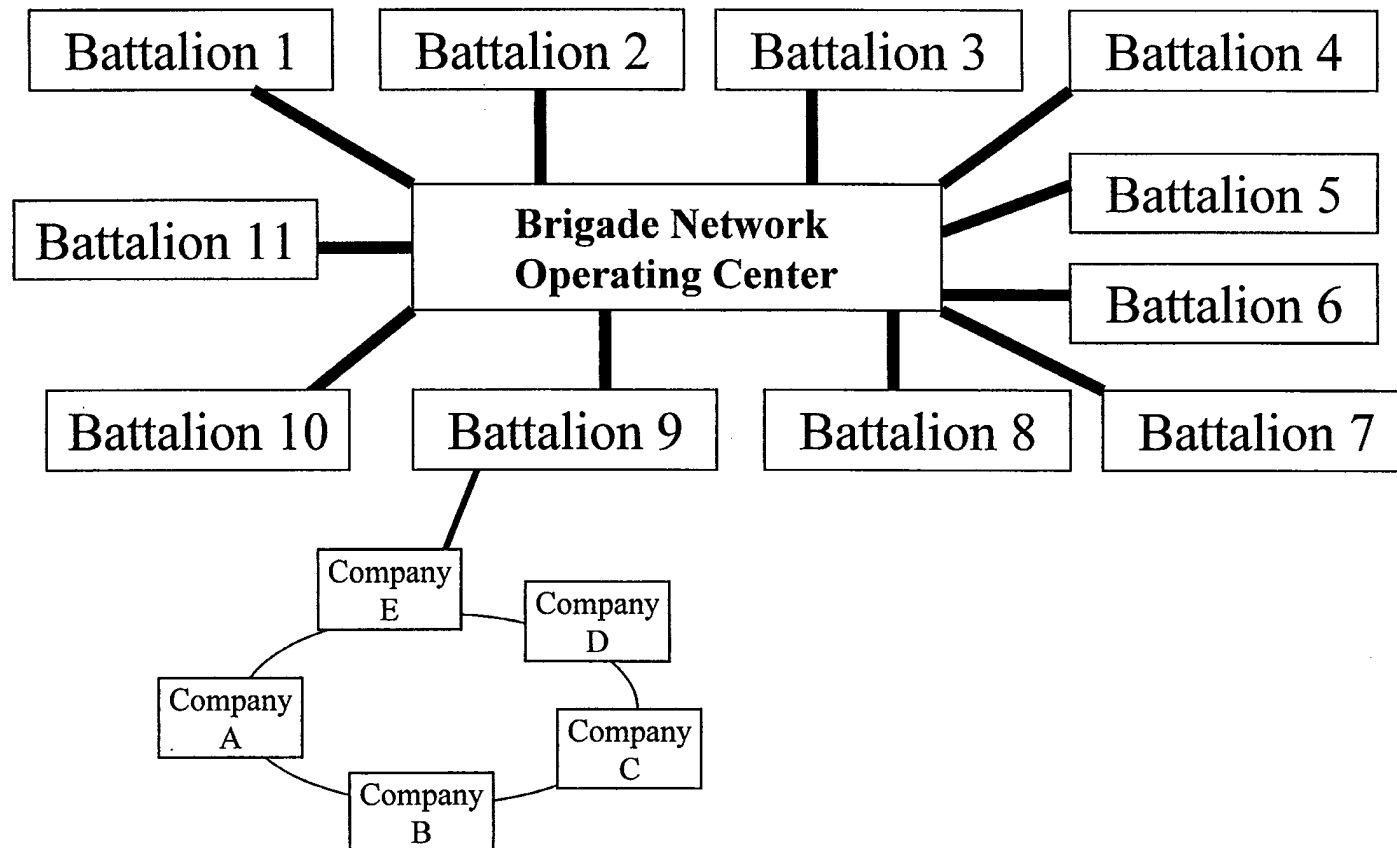 Battalion 1
Battalion 2
Battalion 3
Battalion 4
Battalion 5
Battalion 11
Brigade Network
Operating Center
Battalion 6
Battalion 10
Battalion 9
Battalion 8
Battalion 7
Company
E
Company
D
Company
A
Company
C
Company
B